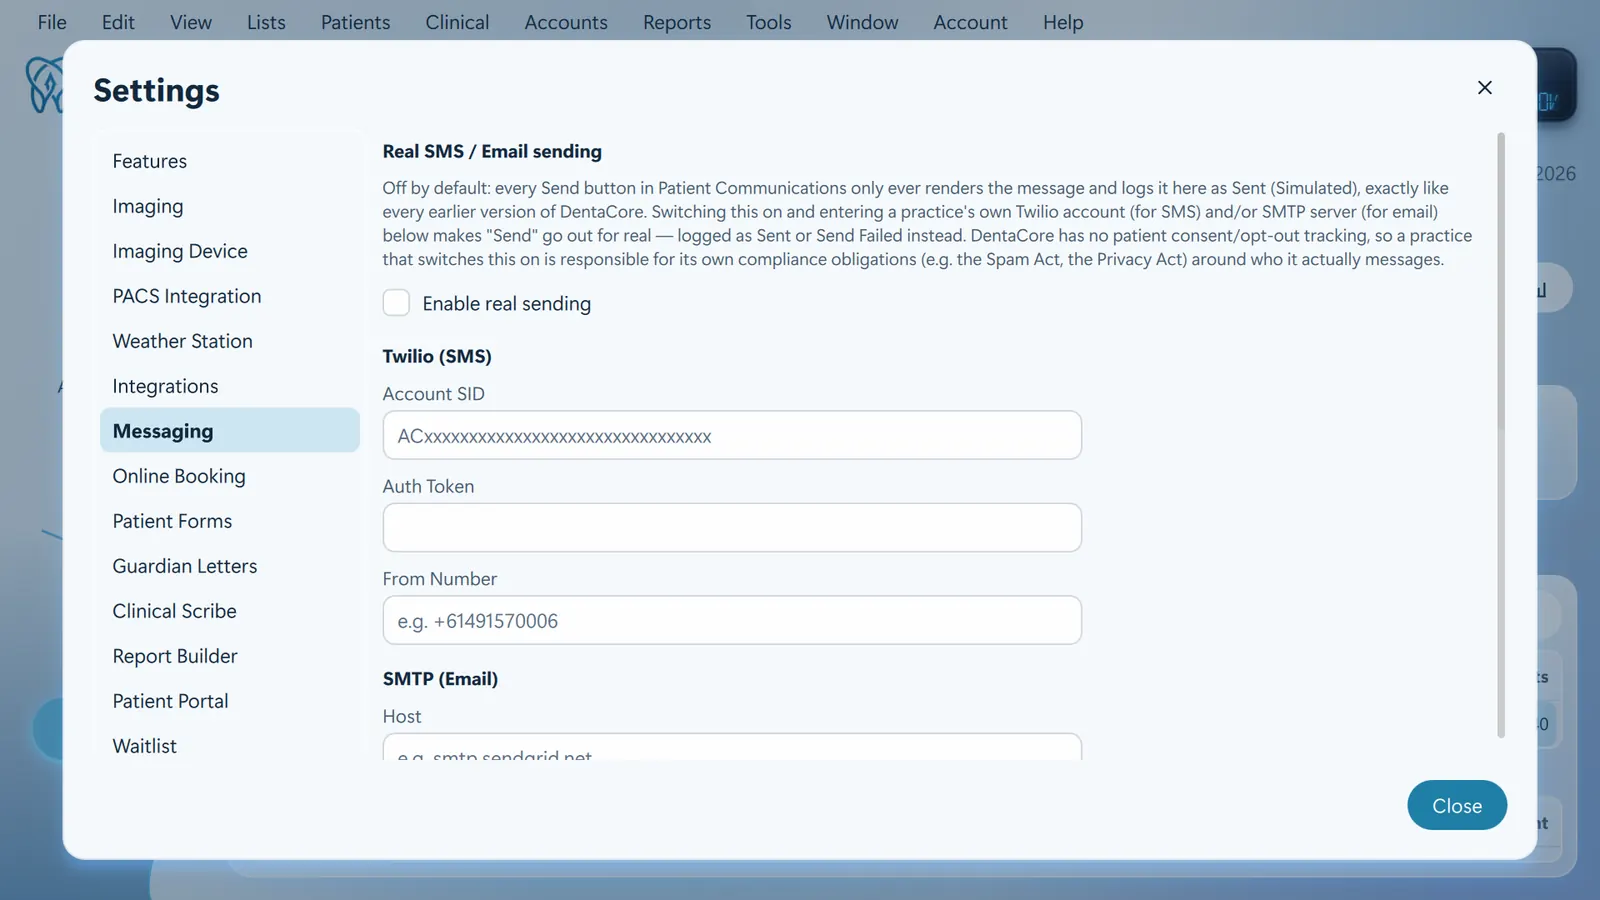 File Edit View Lists Patients Clinical Accounts Reports Tools Window Account Help
Settings
2026
Features
Imaging
Imaging Device
PACS Integration
Weather Station
Integrations
Messaging
Online Booking
Patient Forms
Guardian Letters
Clinical Scribe
Report Builder
Patient Portal
Waitlist
Real SMS / Email sending
Off by default: every Send button in Patient Communications only ever renders the message and logs it here as Sent (Simulated), exactly like
every earlier version of DentaCore. Switching this on and entering a practice's own Twilio account (for SMS) and/or SMTP server (for email)
below makes "Send" go out for real — logged as Sent or Send Failed instead. DentaCore has no patient consent/opt-out tracking, so a practice
that switches this on is responsible for its own compliance obligations (e.g. the Spam Act, the Privacy Act) around who it actually messages.
Enable real sending
Twilio (SMS)
Account SID
ACxxxxxxxxxxxxxxxxxxxxxxxxxxxxxxxx
Auth Token
From Number
e.g. +61491570006
SMTP (Email)
Host
e.g. smtp.sendgrid.net
Close